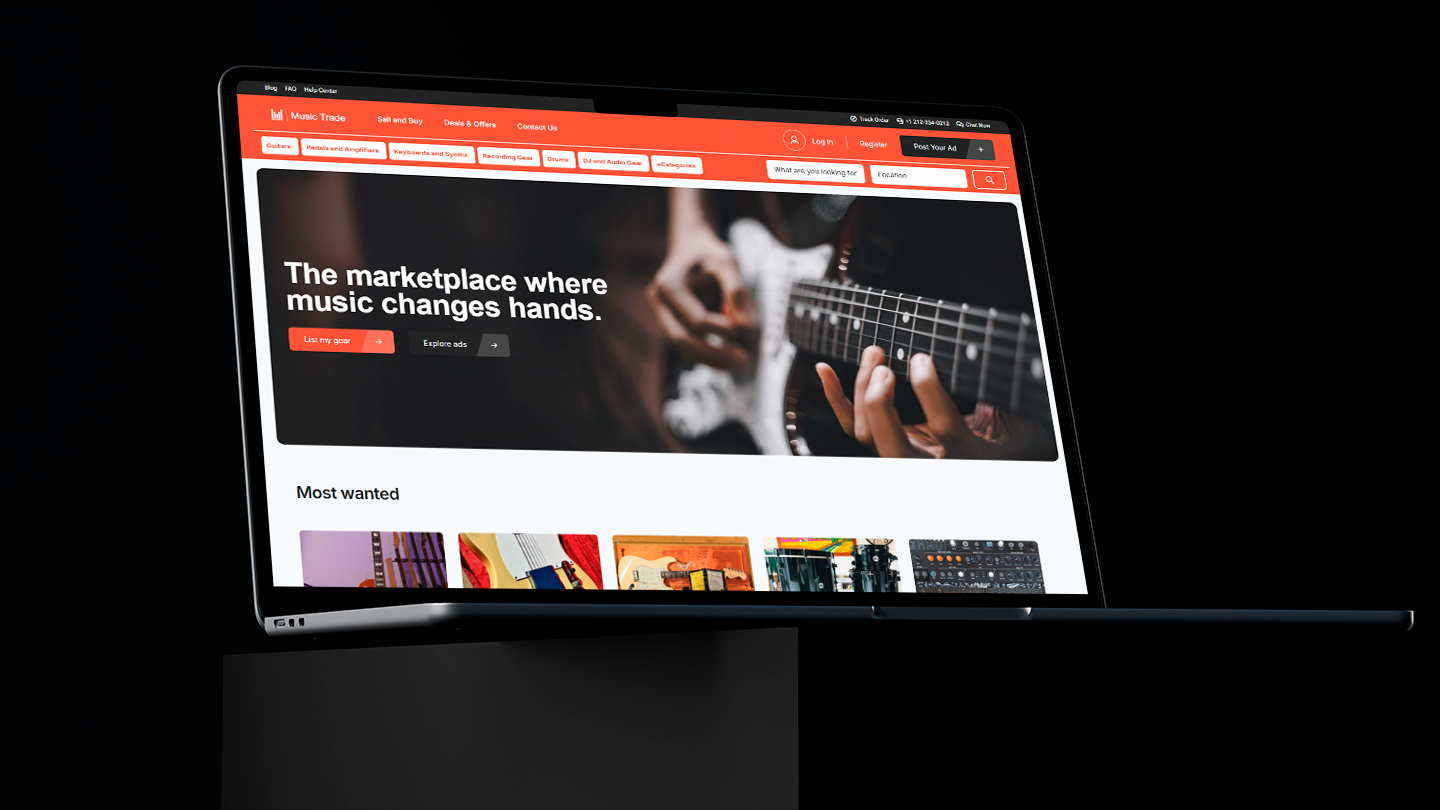 Blog FAQ Help Center
Track Order +1 212-334-0212 Chat Now
Music Trade Sell and Buy Deals & Offers Contact Us
Log In Register Post Your Ad +
Guitars Pedals and Amplifiers Keyboards and Synths Recording Gear Drums DJ and Audio Gear +Categories
What are you looking for Location
The marketplace where
music changes hands.
List my gear → Explore ads →
Most wanted